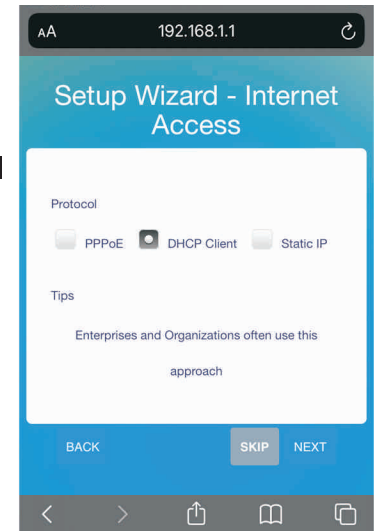 AA 192.168.1.1
Setup Wizard - Internet
Access
Protocol
PPPoE DHCP Client Static IP
Tips
Enterprises and Organizations often use this
approach
BACK SKIP NEXT